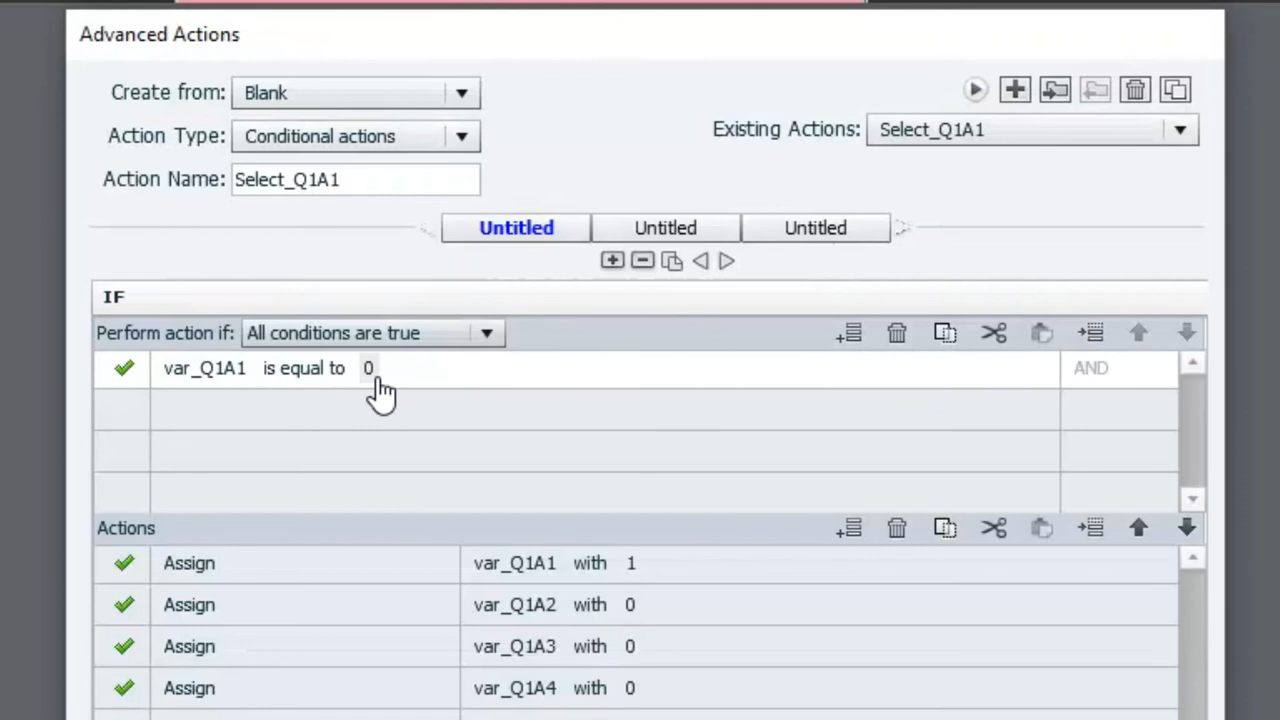 Advanced Actions
Create from: Blank
Action Type: Conditional actions
Existing Actions: Select_Q1A1
Action Name: Select_Q1A1
Untitled Untitled Untitled
IF
Perform action if: All conditions are true
var_Q1A1 is equal to 0 AND
Actions
Assign var_Q1A1 with 1
Assign var_Q1A2 with 0
Assign var_Q1A3 with 0
Assign var_Q1A4 with 0